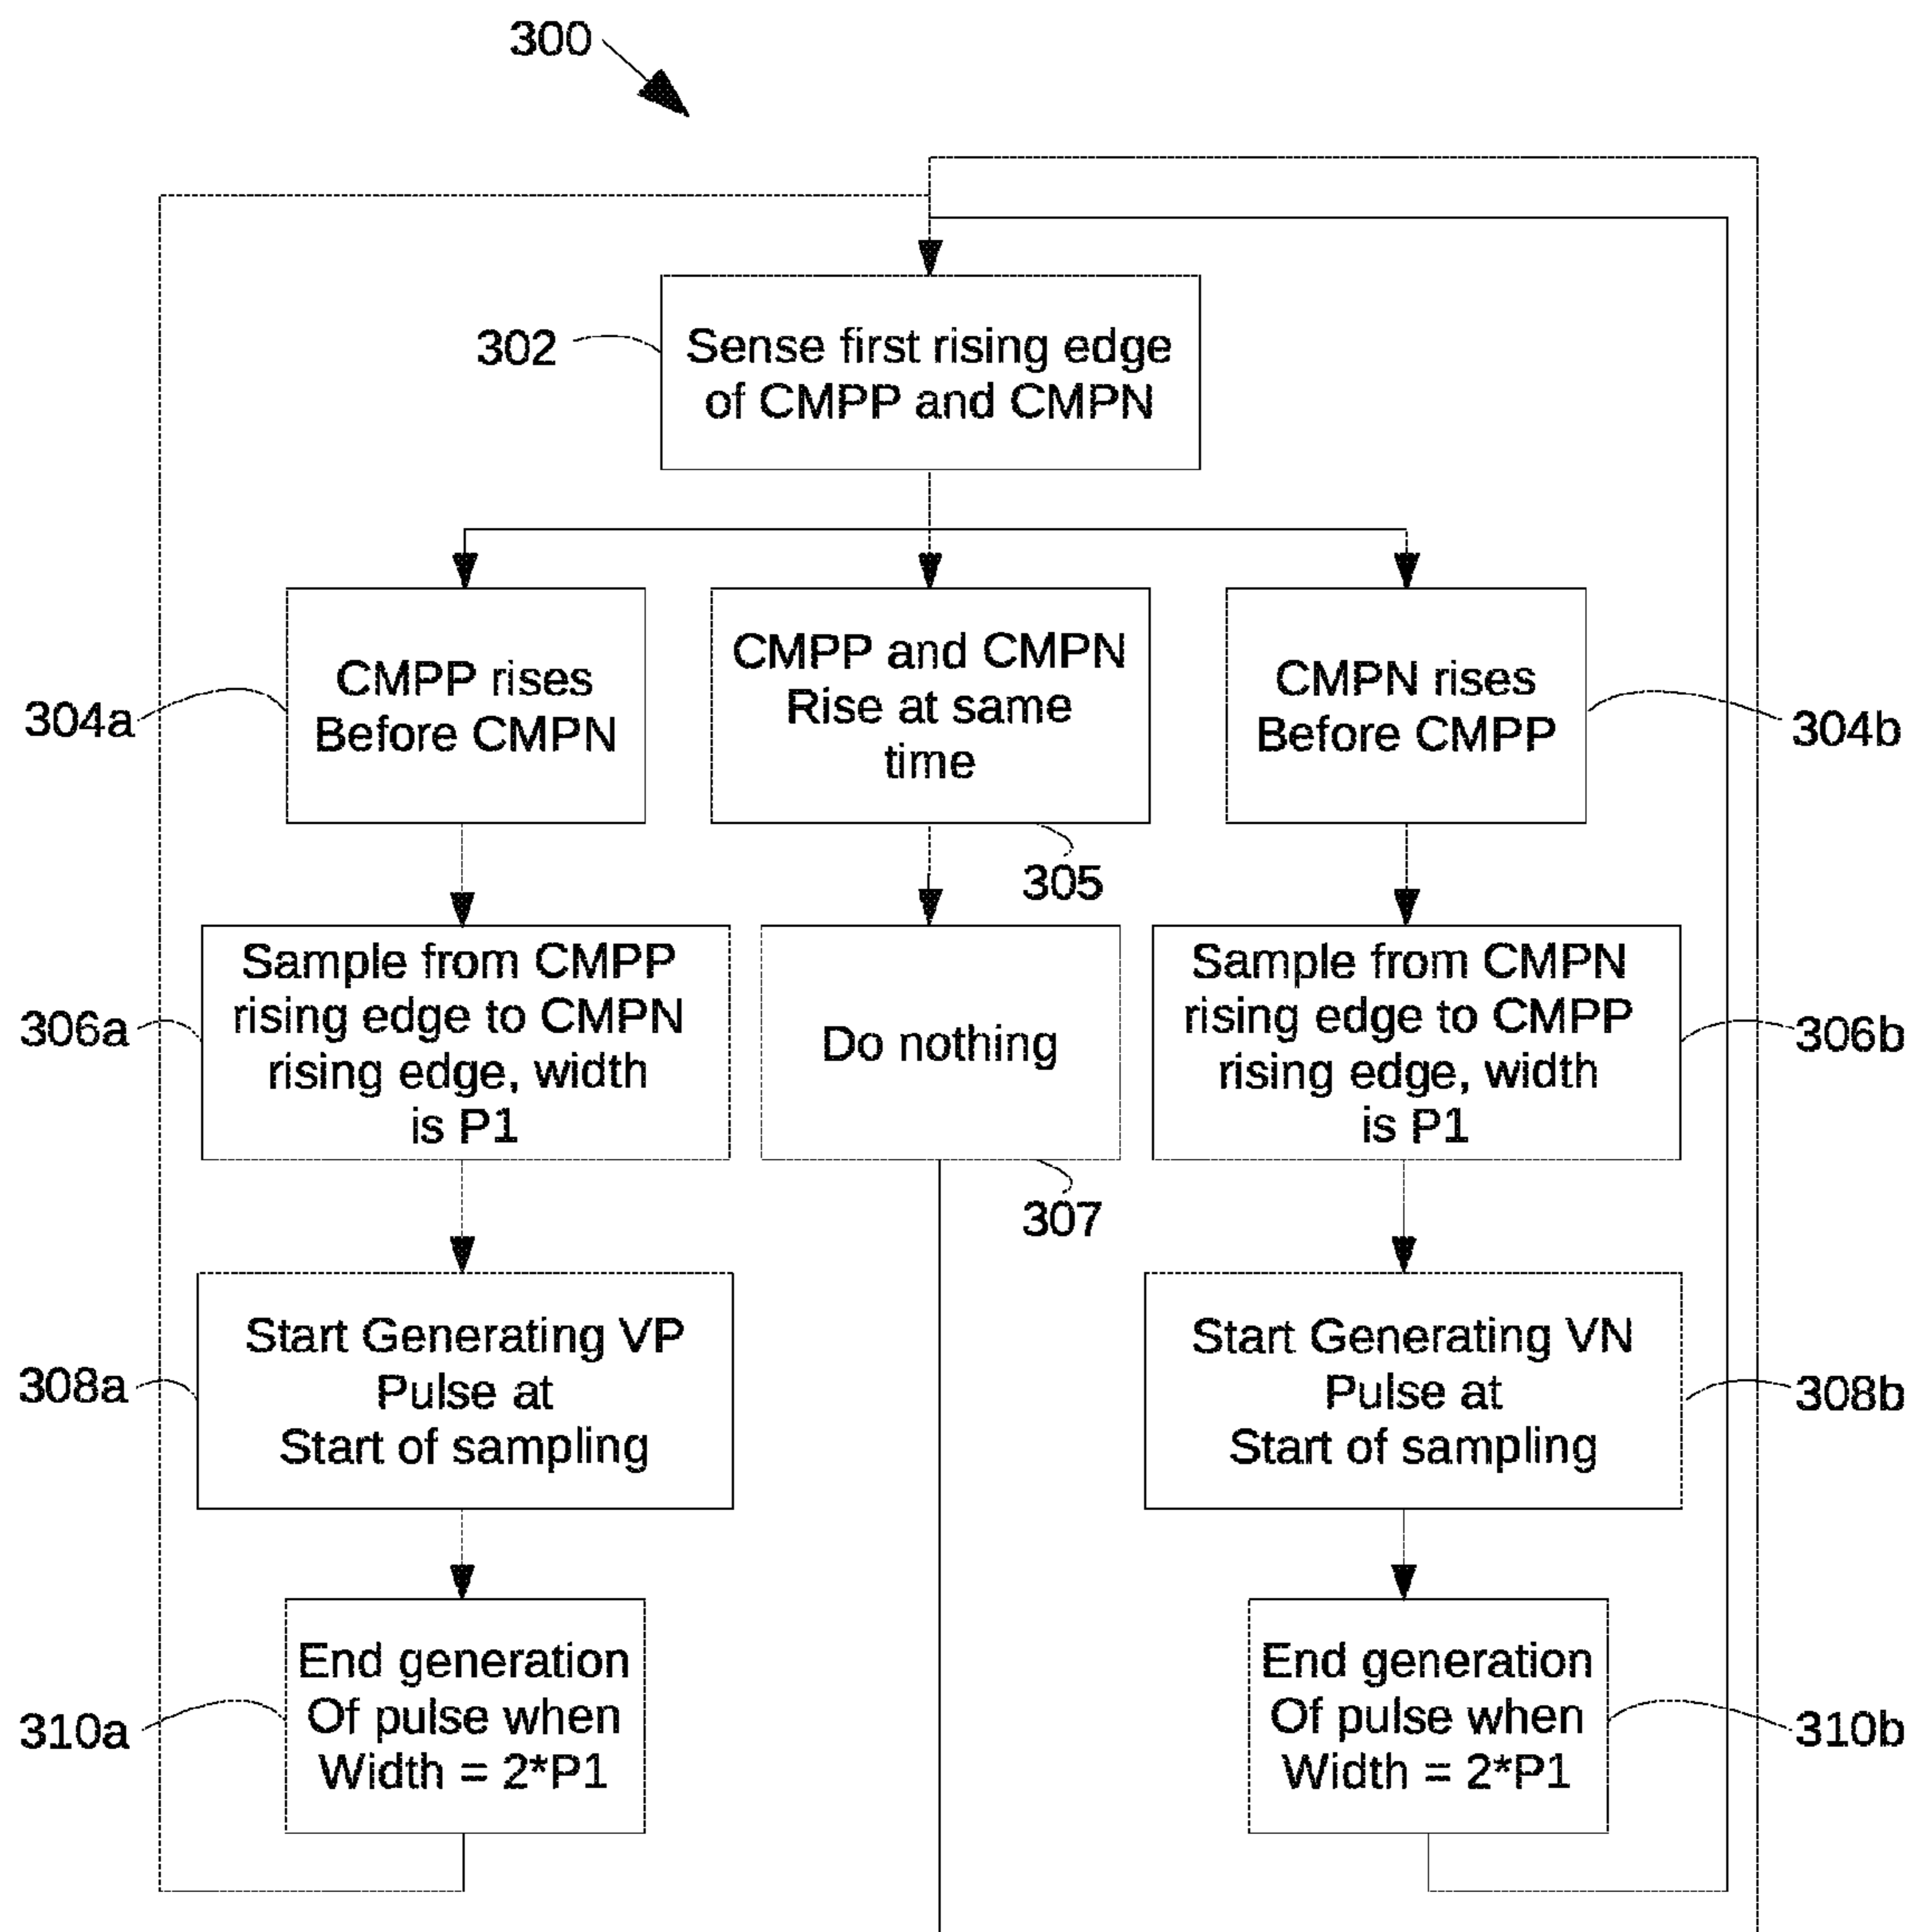 300
302
Sense first rising edge
of CMPP and CMPN
304a
CMPP rises
Before CMPN
CMPP and CMPN
Rise at same
time
305
CMPN rises
Before CMPP
304b
306a
Sample from CMPP
rising edge to CMPN
rising edge, width
is P1
Do nothing
307
Sample from CMPN
rising edge to CMPP
rising edge, width
is P1
306b
308a
Start Generating VP
Pulse at
Start of sampling
Start Generating VN
Pulse at
Start of sampling
308b
310a
End generation
Of pulse when
Width = 2*P1
End generation
Of pulse when
Width = 2*P1
310b